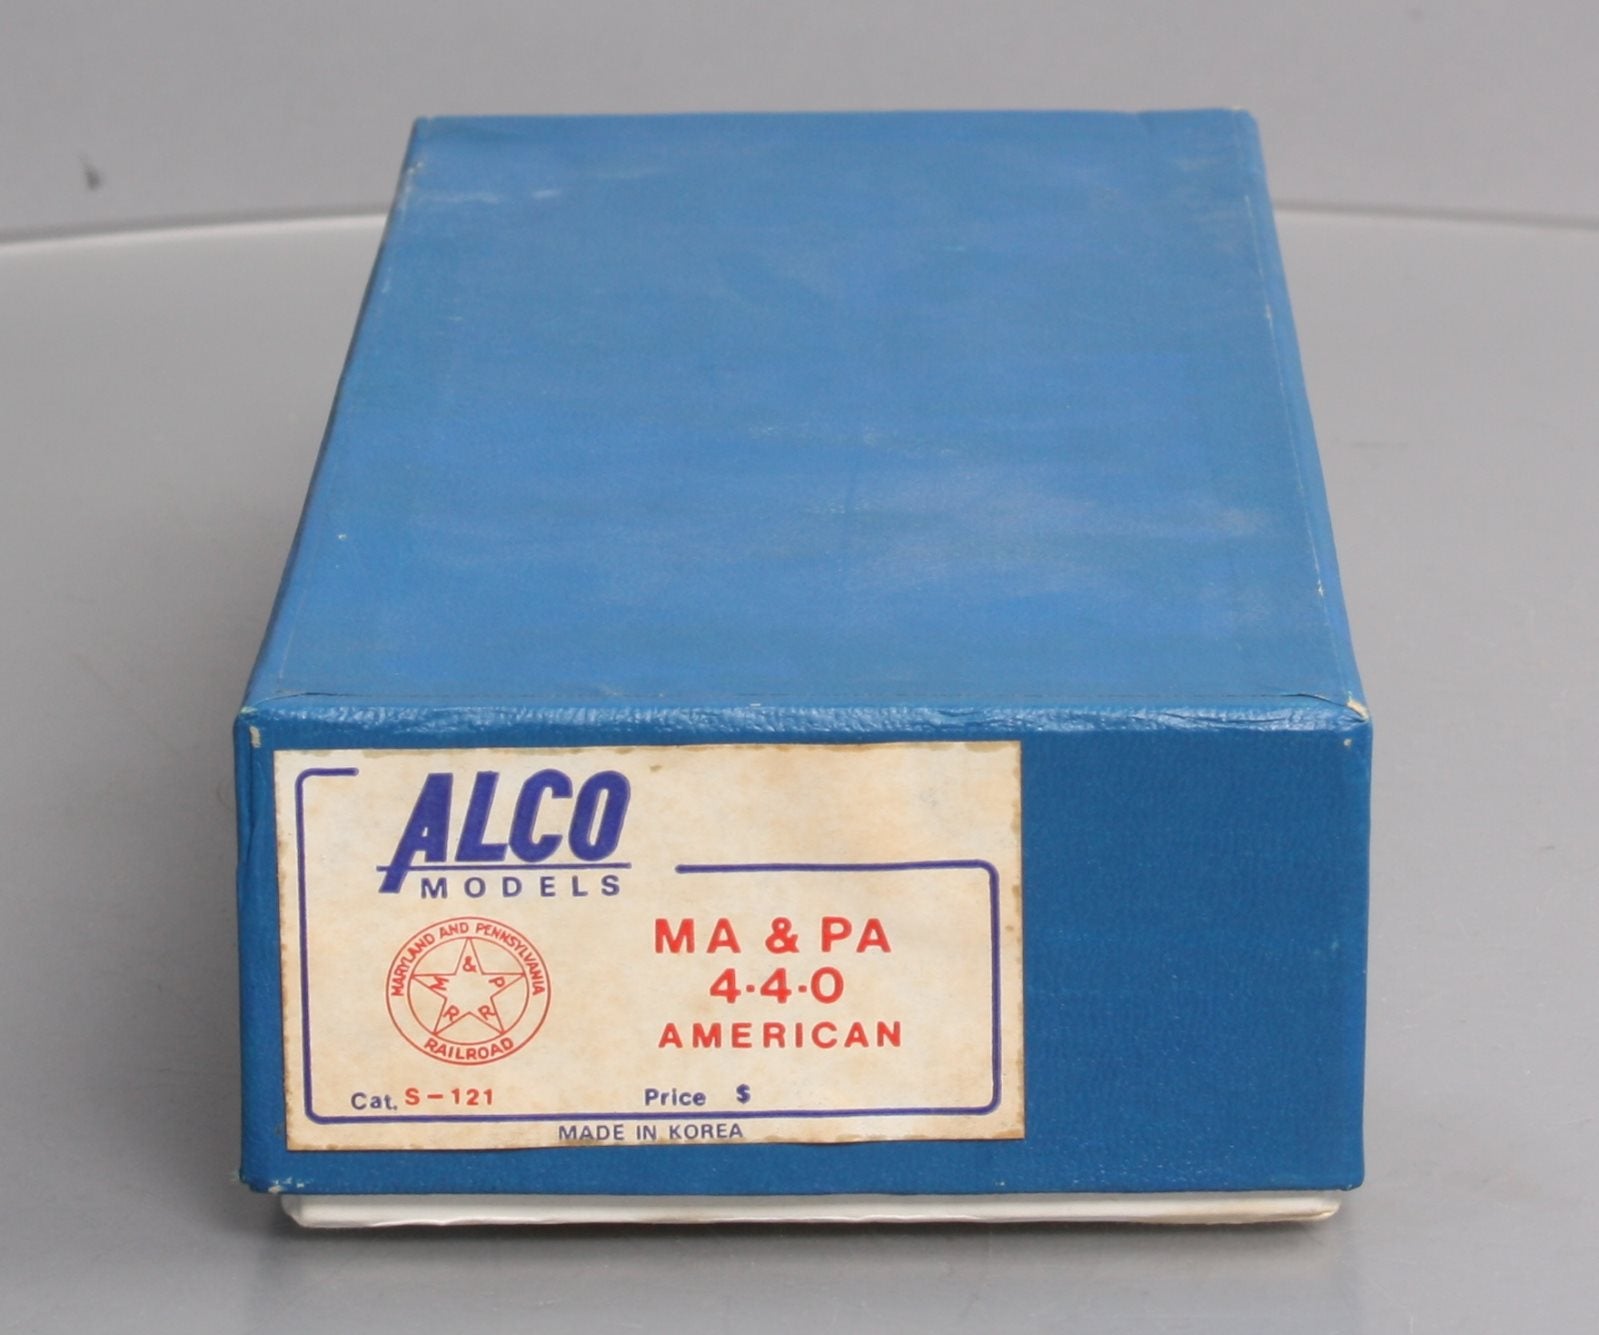 ALCO
MODELS
MARYLAND AND PENNSYLVANIA
&
M P
R R
RAILROAD
MA & PA
4·4·0
AMERICAN
Cat. S-121 Price $
MADE IN KOREA